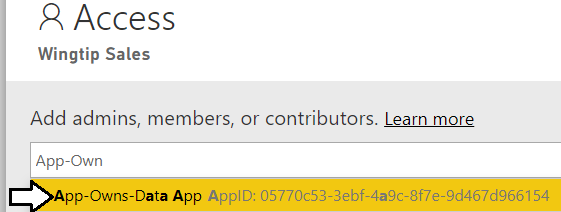 Access
Wingtip Sales
Add admins, members, or contributors. Learn more
App-Own
App-Owns-Data App AppID: 05770c53-3ebf-4a9c-8f7e-9d467d966154